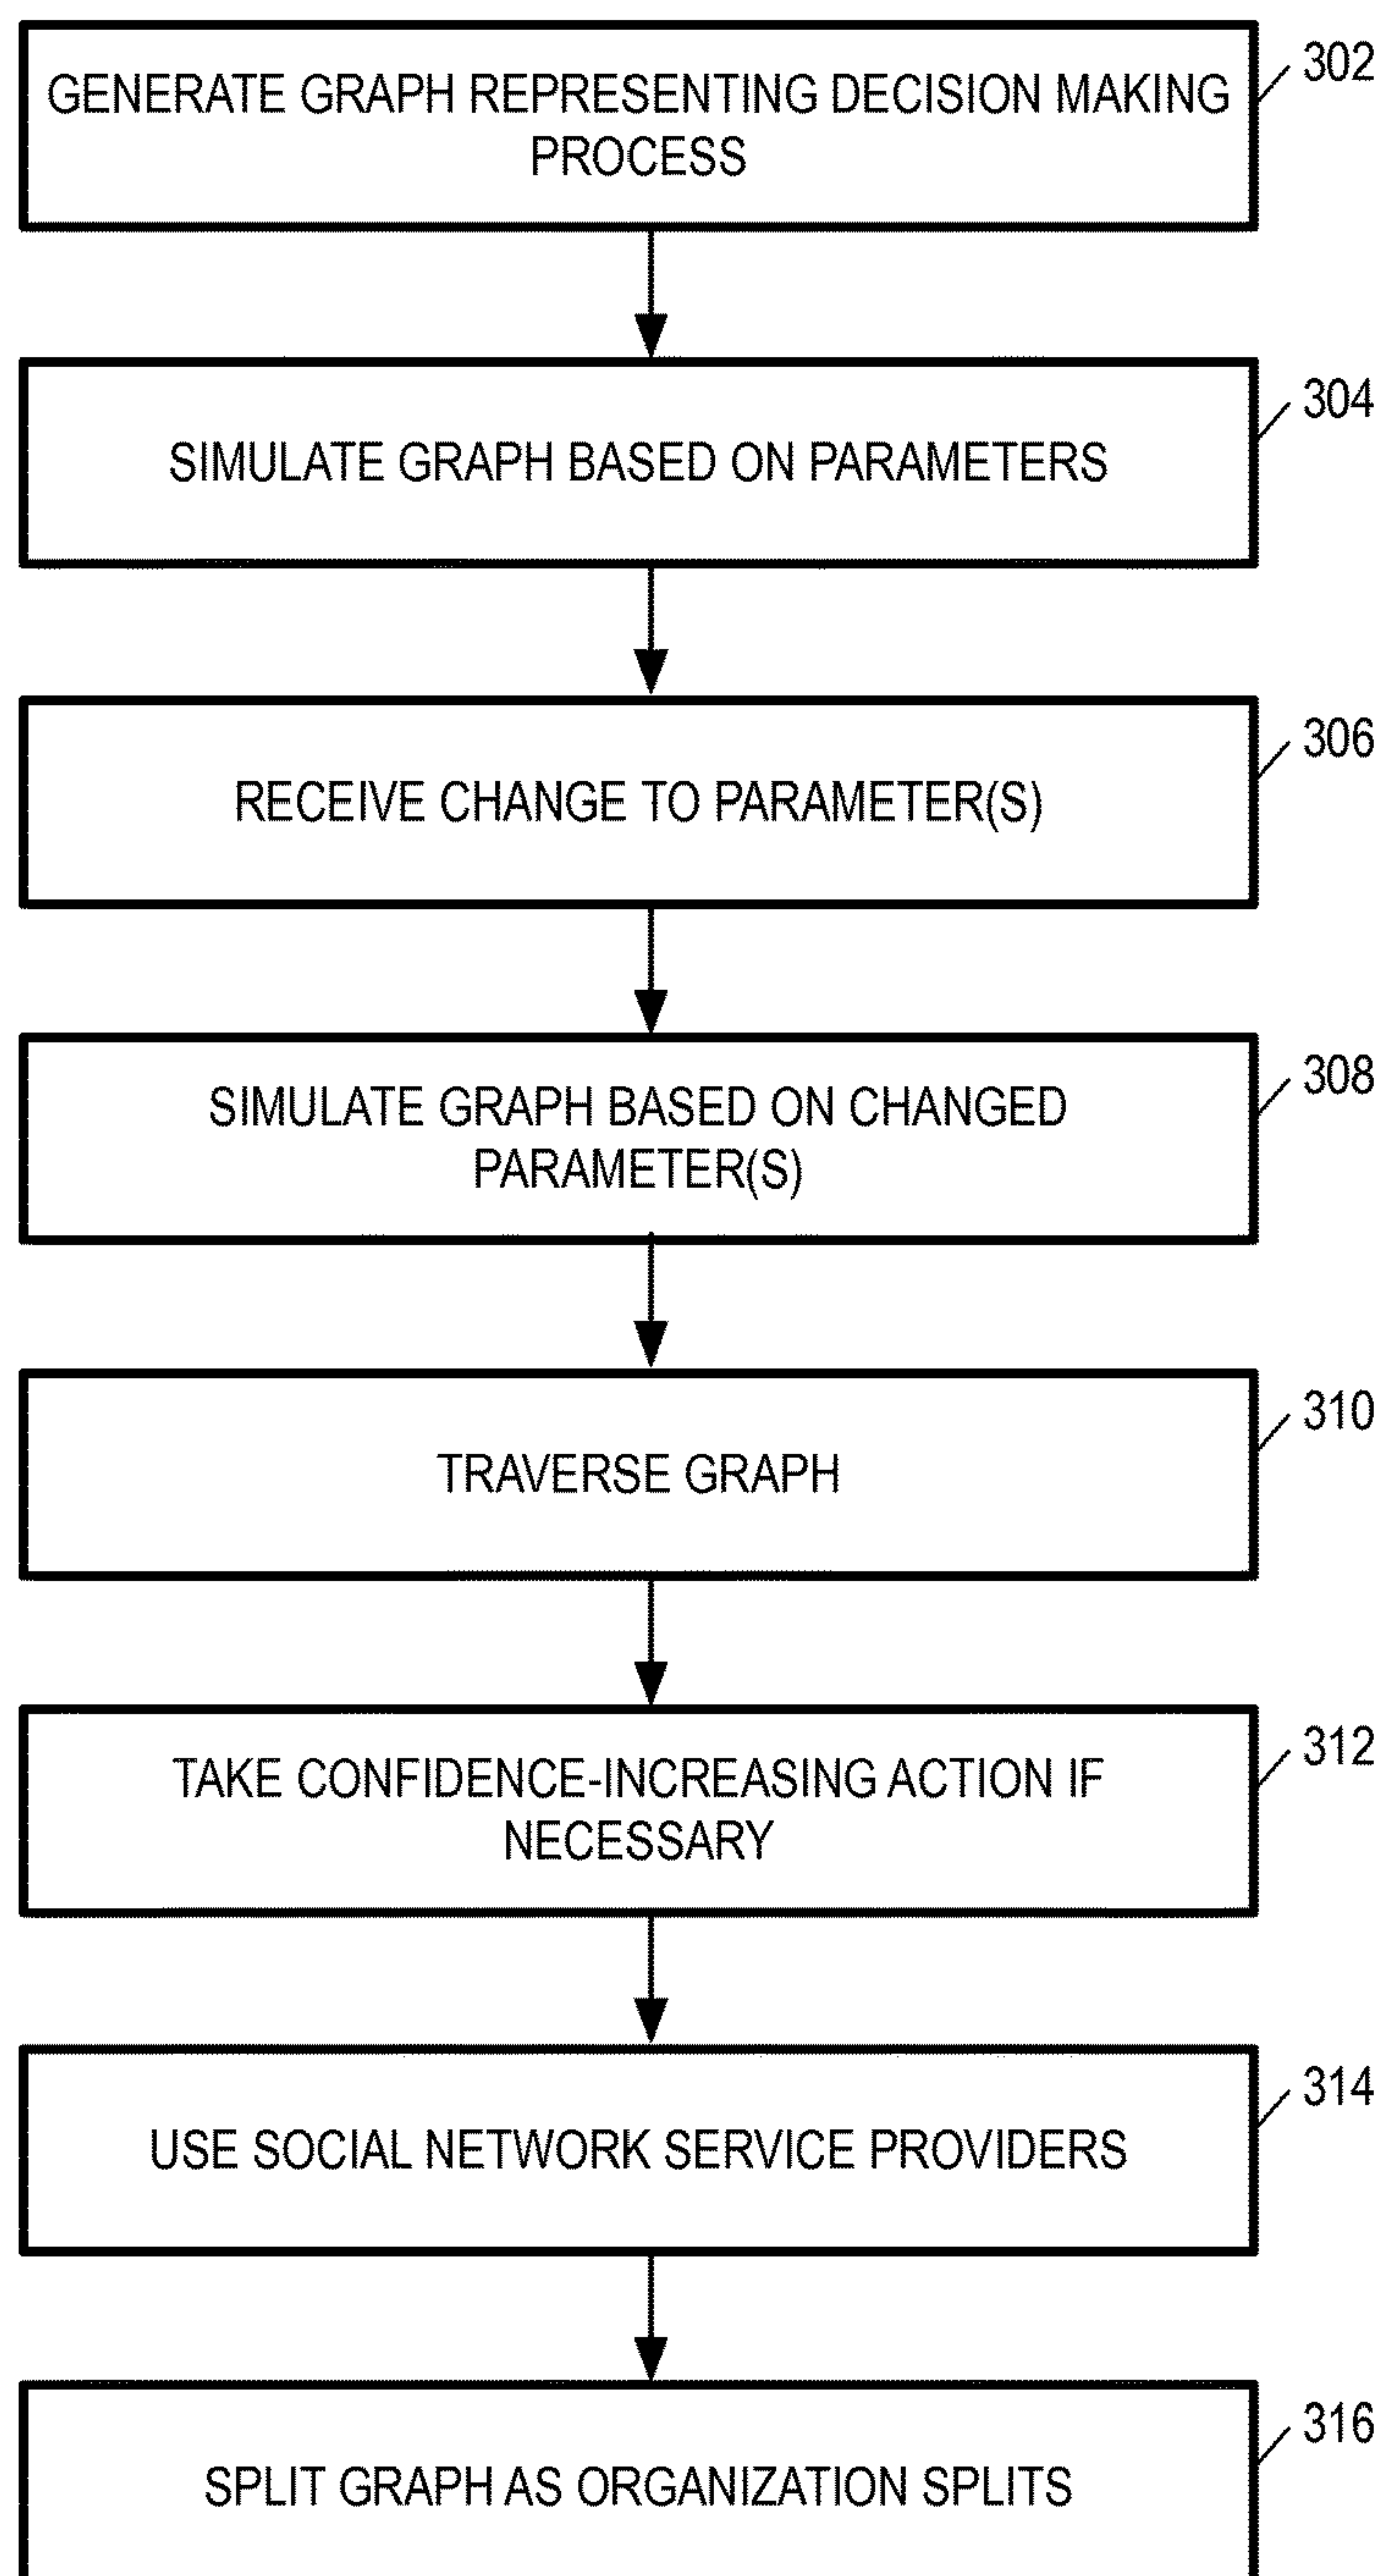 GENERATE GRAPH REPRESENTING DECISION MAKING
PROCESS
302
SIMULATE GRAPH BASED ON PARAMETERS
304
RECEIVE CHANGE TO PARAMETER(S)
306
SIMULATE GRAPH BASED ON CHANGED
PARAMETER(S)
308
TRAVERSE GRAPH
310
TAKE CONFIDENCE-INCREASING ACTION IF
NECESSARY
312
USE SOCIAL NETWORK SERVICE PROVIDERS
314
SPLIT GRAPH AS ORGANIZATION SPLITS
316